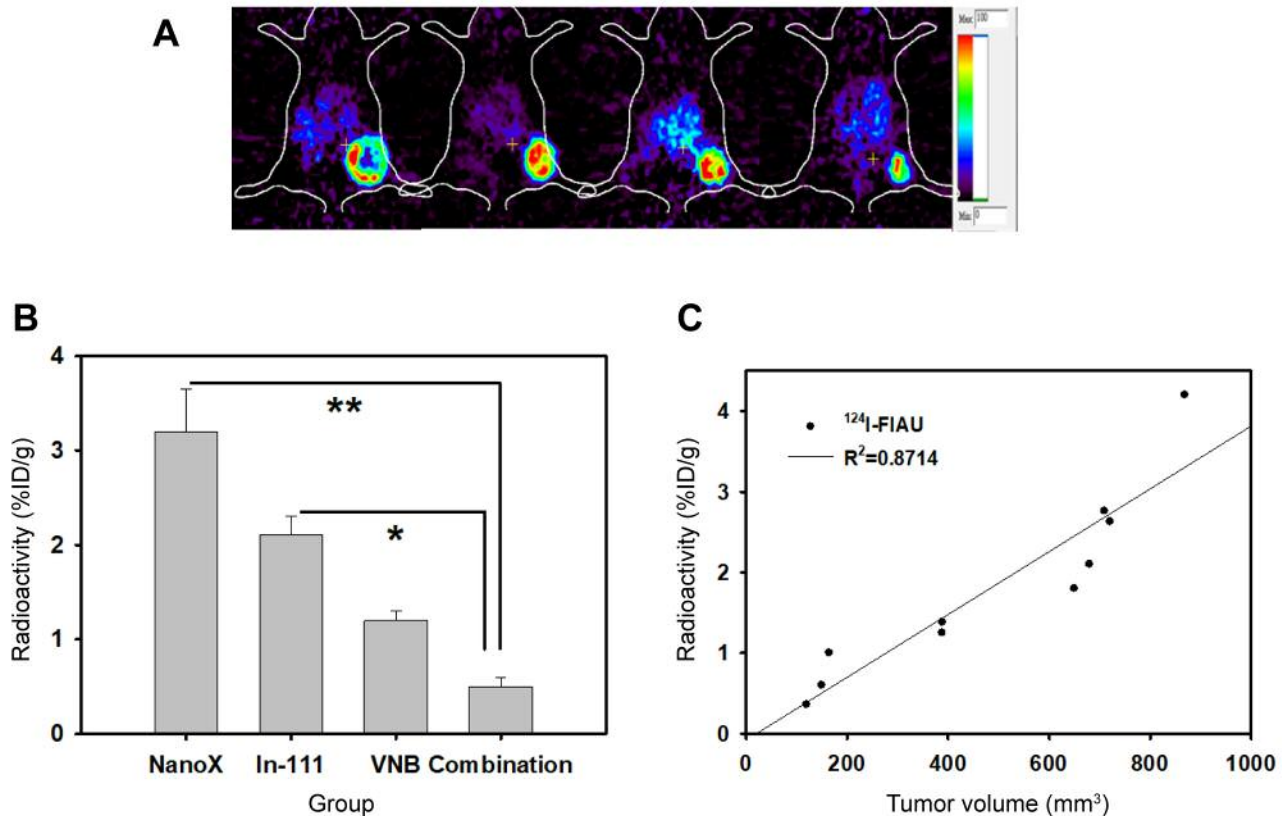 A
Max: 100
Min: 0
B
Radioactivity (%ID/g)
4
3
2
1
0
**
*
NanoX In-111 VNB Combination
Group
C
Radioactivity (%ID/g)
4
3
2
1
0
¹²⁴I-FIAU
R²=0.8714
0 200 400 600 800 1000
Tumor volume (mm³)